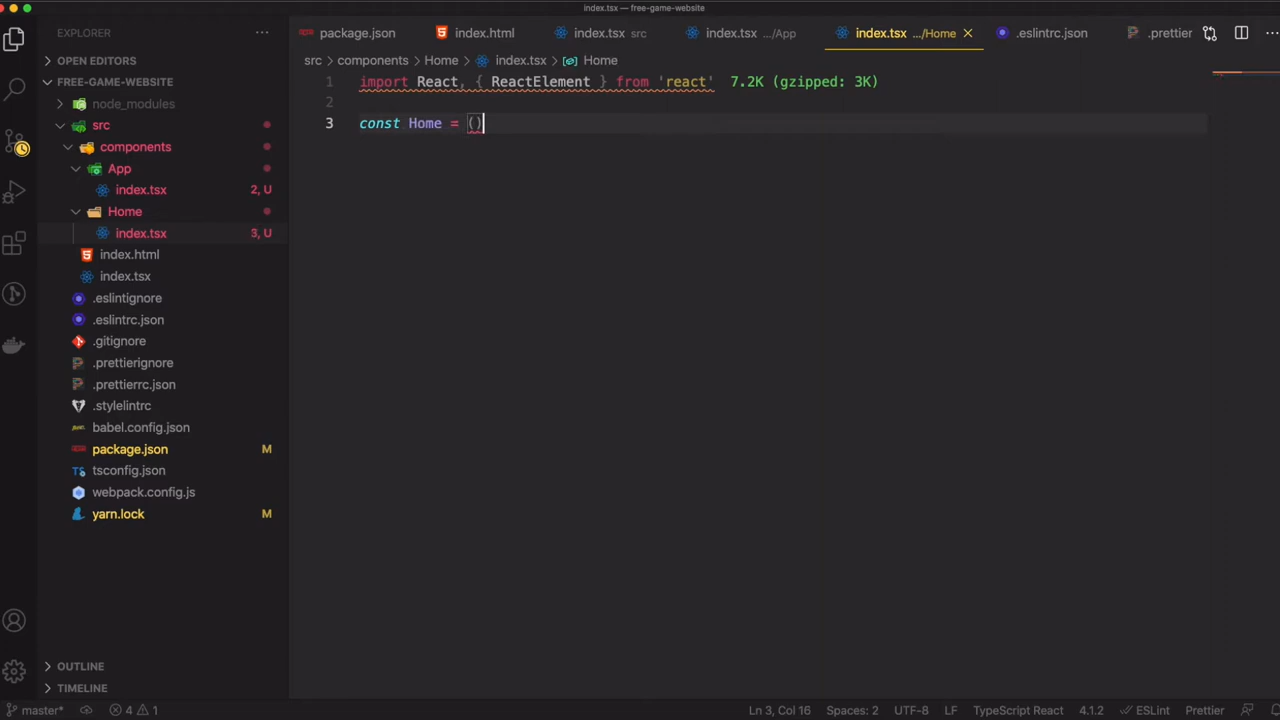 index.tsx — free-game-website
EXPLORER
package.json
index.html
index.tsx src
index.tsx .../App
index.tsx .../Home
.eslintrc.json
.prettier
OPEN EDITORS
src > components > Home > index.tsx > Home
FREE-GAME-WEBSITE
import React, { ReactElement } from 'react' 7.2K (gzipped: 3K)
node_modules
2
src
3 const Home = ()
components
App
index.tsx 2, U
Home
index.tsx 3, U
index.html
index.tsx
.eslintignore
.eslintrc.json
.gitignore
.prettierignore
.prettierrc.json
.stylelintrc
babel.config.json
package.json M
tsconfig.json
webpack.config.js
yarn.lock M
OUTLINE
TIMELINE
master* 4 1 Ln 3, Col 16 Spaces: 2 UTF-8 LF TypeScript React 4.1.2 ESLint Prettier